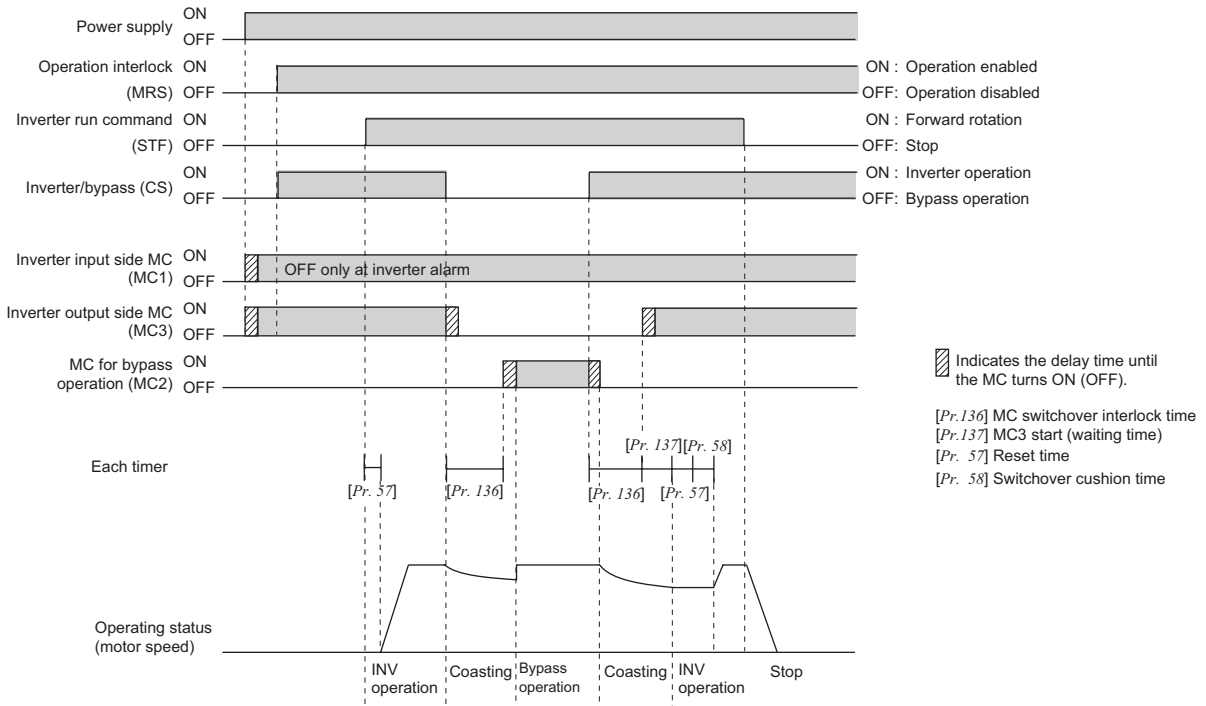 Power supply
ON
OFF
Operation interlock
(MRS)
ON
OFF
ON : Operation enabled
OFF: Operation disabled
Inverter run command
(STF)
ON
OFF
ON : Forward rotation
OFF: Stop
Inverter/bypass (CS)
ON
OFF
ON : Inverter operation
OFF: Bypass operation
Inverter input side MC
(MC1)
ON
OFF
OFF only at inverter alarm
Inverter output side MC
(MC3)
ON
OFF
MC for bypass
operation (MC2)
ON
OFF
Indicates the delay time until
the MC turns ON (OFF).
[Pr.136] MC switchover interlock time
[Pr.137] MC3 start (waiting time)
[Pr. 57] Reset time
[Pr. 58] Switchover cushion time
Each timer
[Pr. 137][Pr. 58]
[Pr. 57]
[Pr. 136]
[Pr. 136]
[Pr. 57]
Operating status
(motor speed)
INV
operation
Coasting
Bypass
operation
Coasting
INV
operation
Stop